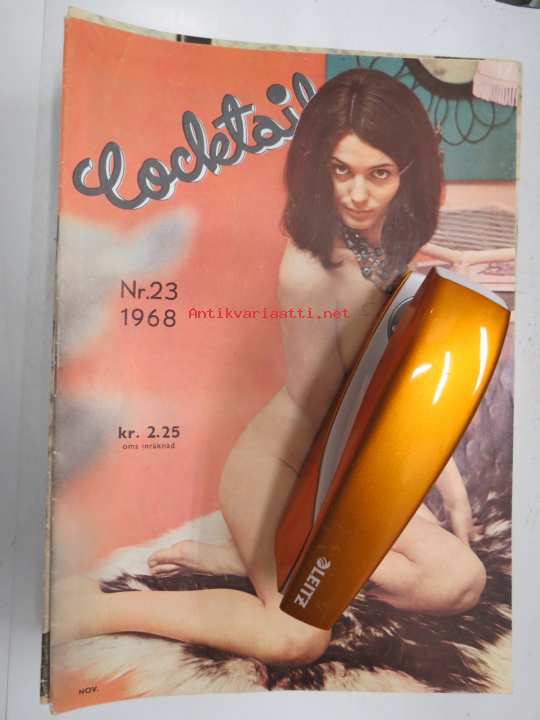 Cocktail
Nr.23
1968
Antikvariaatti.net
kr. 2.25
oms inräknad.
LEITZ
NOV.